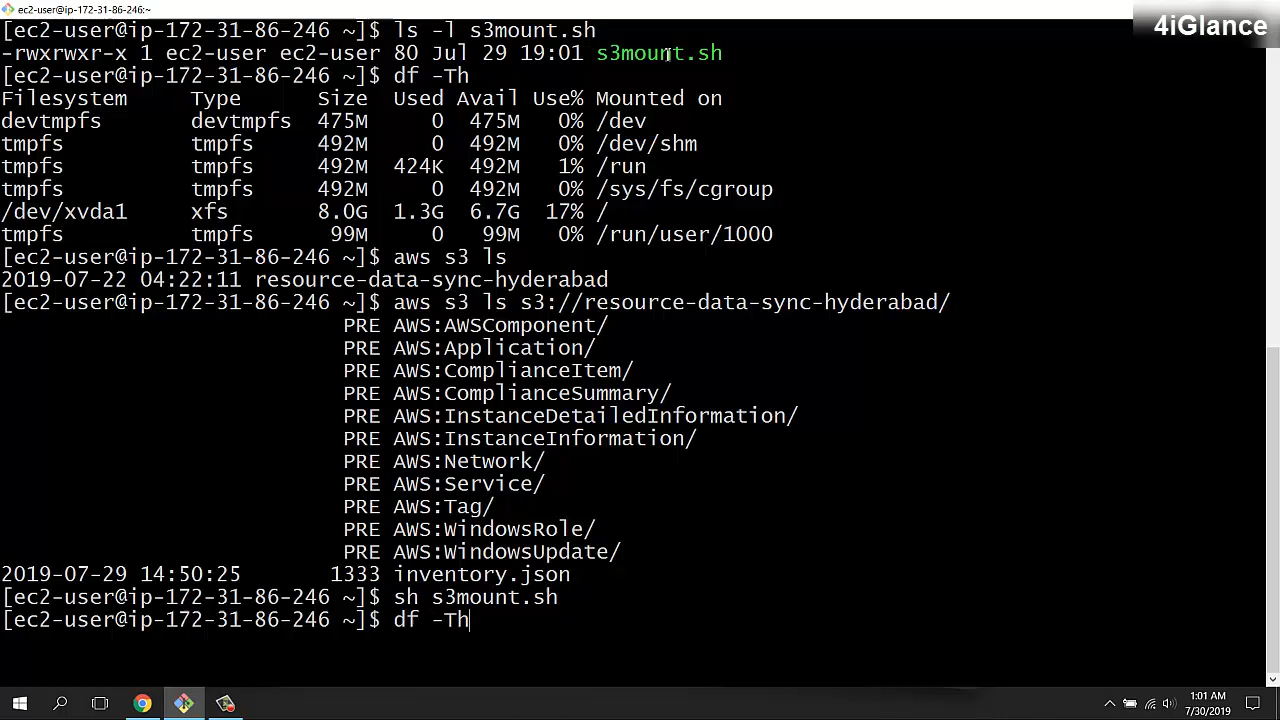 ec2-user@ip-172-31-86-246:~
4iGlance
[ec2-user@ip-172-31-86-246 ~]$ ls -l s3mount.sh
-rwxrwxr-x 1 ec2-user ec2-user 80 Jul 29 19:01 s3mount.sh
[ec2-user@ip-172-31-86-246 ~]$ df -Th
Filesystem     Type      Size  Used Avail Use% Mounted on
devtmpfs       devtmpfs  475M     0  475M   0% /dev
tmpfs          tmpfs     492M     0  492M   0% /dev/shm
tmpfs          tmpfs     492M  424K  492M   1% /run
tmpfs          tmpfs     492M     0  492M   0% /sys/fs/cgroup
/dev/xvda1     xfs       8.0G  1.3G  6.7G  17% /
tmpfs          tmpfs      99M     0   99M   0% /run/user/1000
[ec2-user@ip-172-31-86-246 ~]$ aws s3 ls
2019-07-22 04:22:11 resource-data-sync-hyderabad
[ec2-user@ip-172-31-86-246 ~]$ aws s3 ls s3://resource-data-sync-hyderabad/
                           PRE AWS:AWSComponent/
                           PRE AWS:Application/
                           PRE AWS:ComplianceItem/
                           PRE AWS:ComplianceSummary/
                           PRE AWS:InstanceDetailedInformation/
                           PRE AWS:InstanceInformation/
                           PRE AWS:Network/
                           PRE AWS:Service/
                           PRE AWS:Tag/
                           PRE AWS:WindowsRole/
                           PRE AWS:WindowsUpdate/
2019-07-29 14:50:25       1333 inventory.json
[ec2-user@ip-172-31-86-246 ~]$ sh s3mount.sh
[ec2-user@ip-172-31-86-246 ~]$ df -Th
1:01 AM
7/30/2019